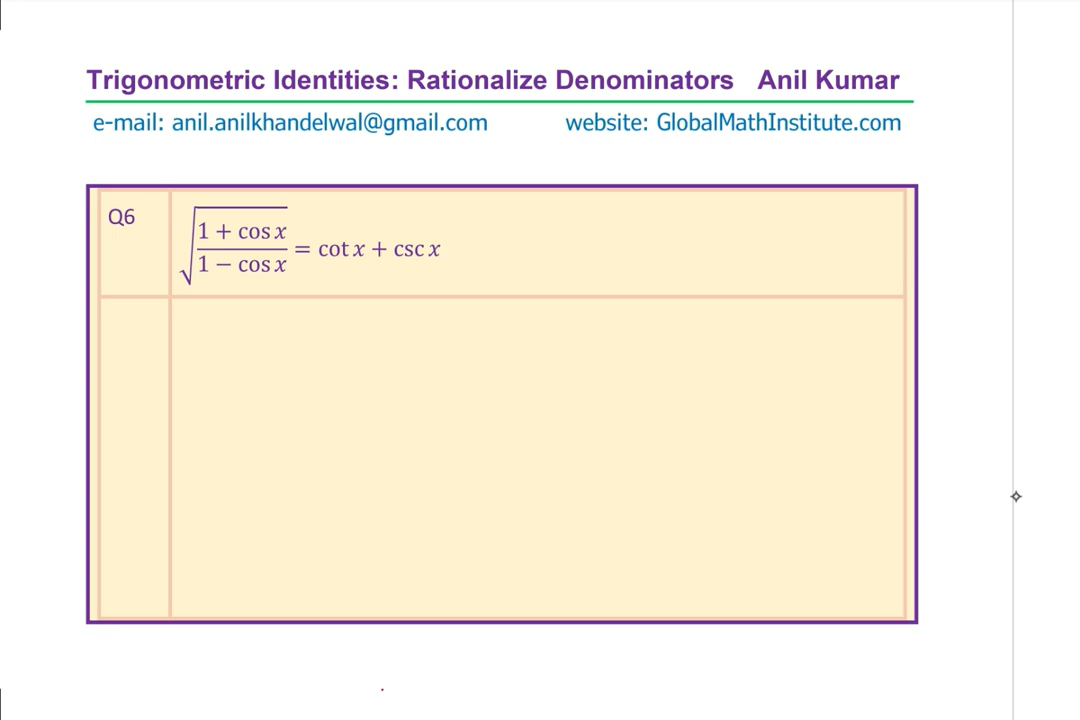 Trigonometric Identities: Rationalize Denominators Anil Kumar
e-mail: anil.anilkhandelwal@gmail.com website: GlobalMathInstitute.com
Q6 √((1 + cos x)/(1 − cos x)) = cot x + csc x